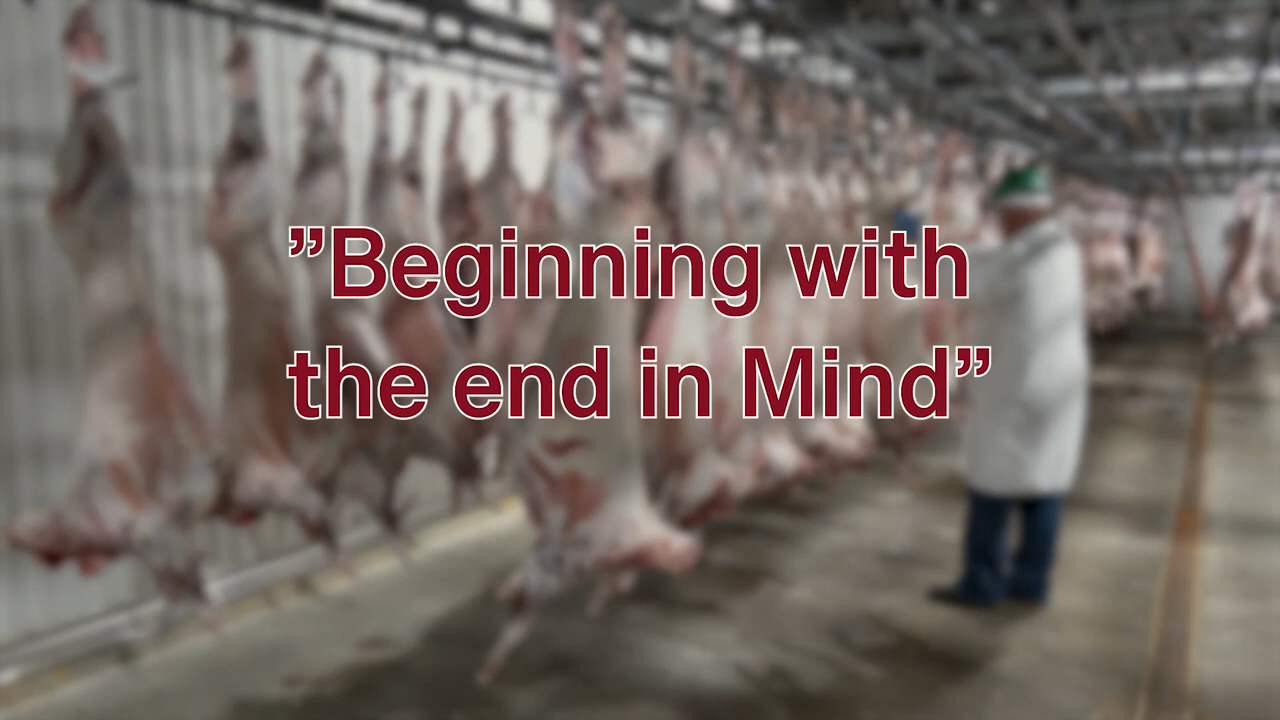 ”Beginning with
the end in Mind”